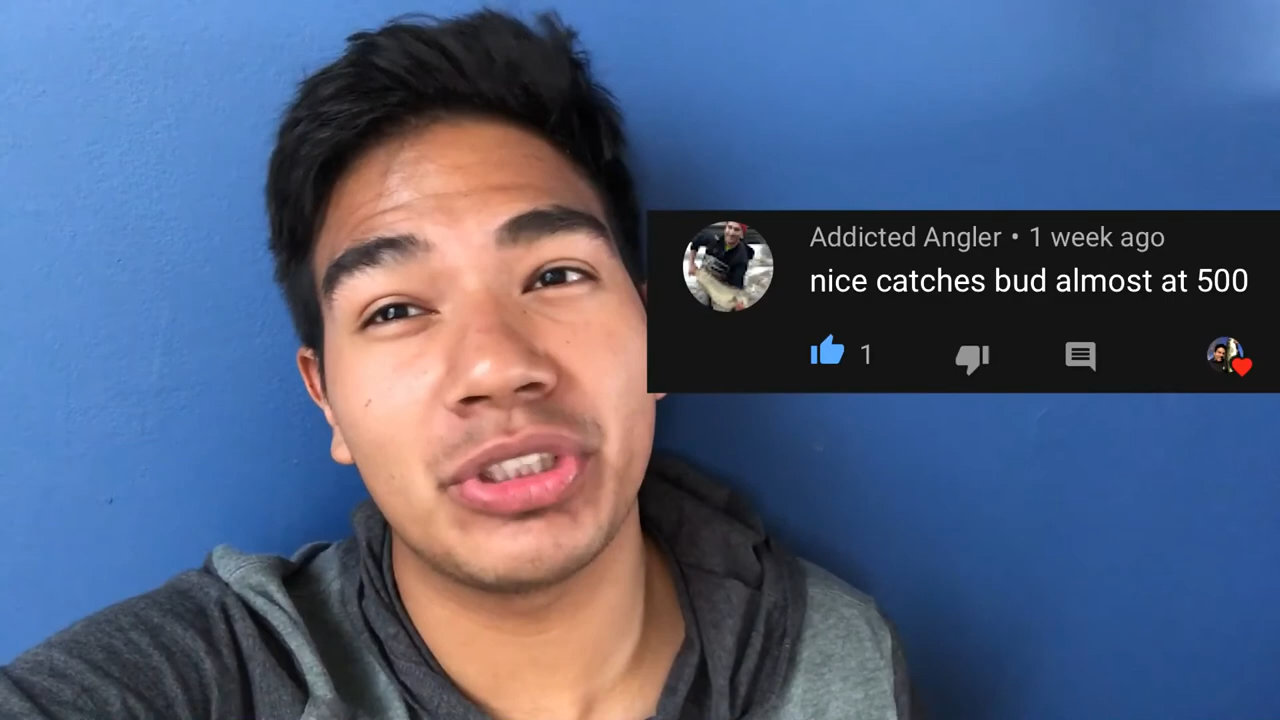 Addicted Angler • 1 week ago
nice catches bud almost at 500
1